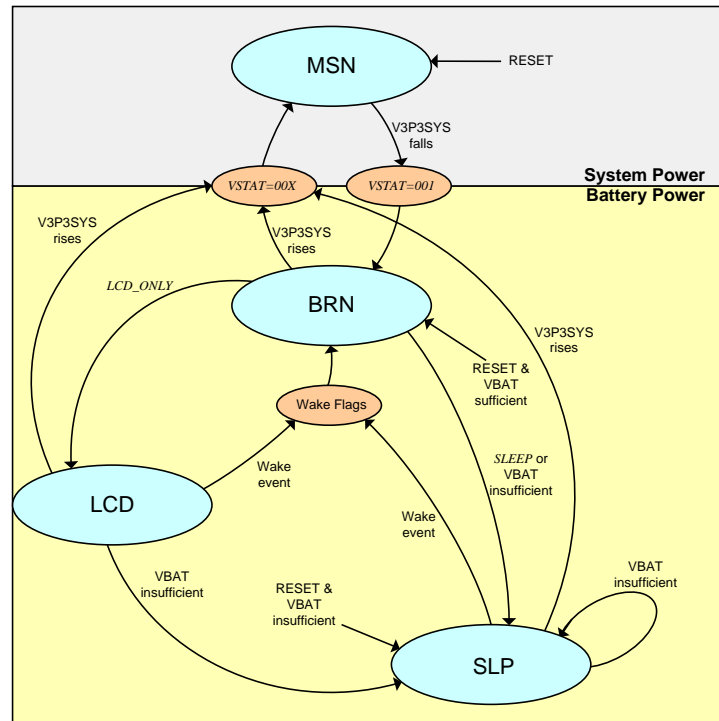 MSN
RESET
V3P3SYS
falls
System Power
VSTAT=00X
VSTAT=001
Battery Power
V3P3SYS
rises
V3P3SYS
rises
LCD_ONLY
BRN
V3P3SYS
rises
RESET &
VBAT
sufficient
Wake Flags
SLEEP or
VBAT
insufficient
Wake
event
LCD
Wake
event
VBAT
insufficient
RESET &
VBAT
insufficient
VBAT
insufficient
SLP